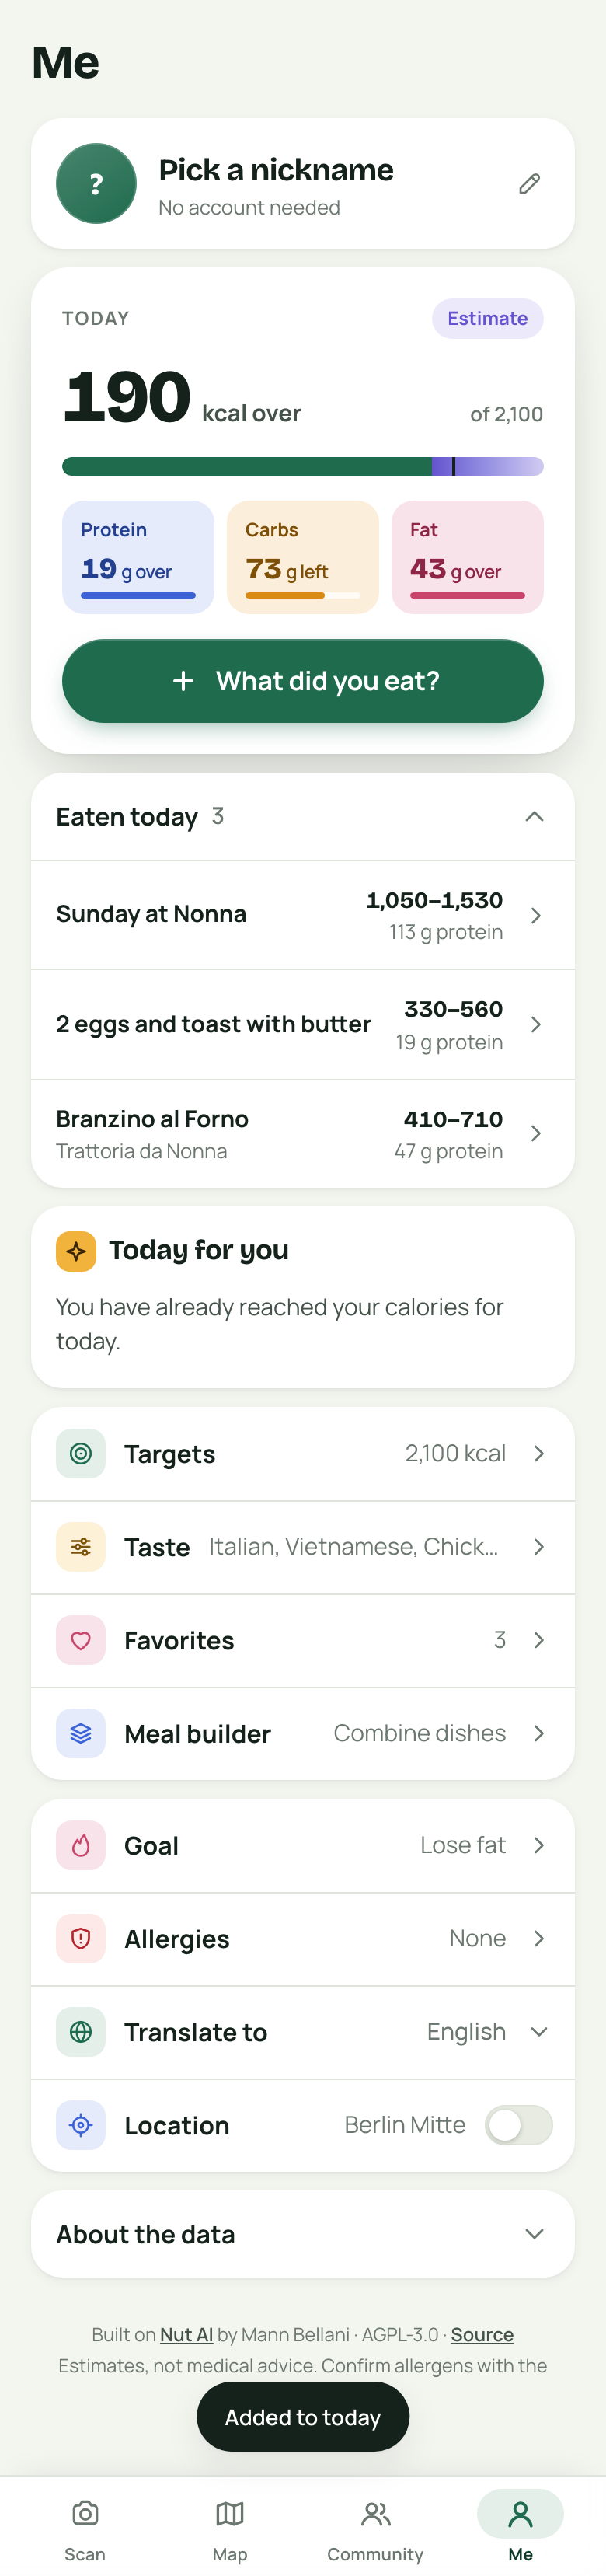 Me
?
Pick a nickname
No account needed
TODAY
Estimate
190 kcal over
of 2,100
Protein
19 g over
Carbs
73 g left
Fat
43 g over
+ What did you eat?
Eaten today 3
Sunday at Nonna
1,050–1,530
113 g protein
2 eggs and toast with butter
330–560
19 g protein
Branzino al Forno
Trattoria da Nonna
410–710
47 g protein
Today for you
You have already reached your calories for
today.
Targets 2,100 kcal
Taste Italian, Vietnamese, Chick...
Favorites 3
Meal builder Combine dishes
Goal Lose fat
Allergies None
Translate to English
Location Berlin Mitte
About the data
Built on Nut AI by Mann Bellani · AGPL-3.0 · Source
Estimates, not medical advice. Confirm allergens with the
Added to today
Scan
Map
Community
Me